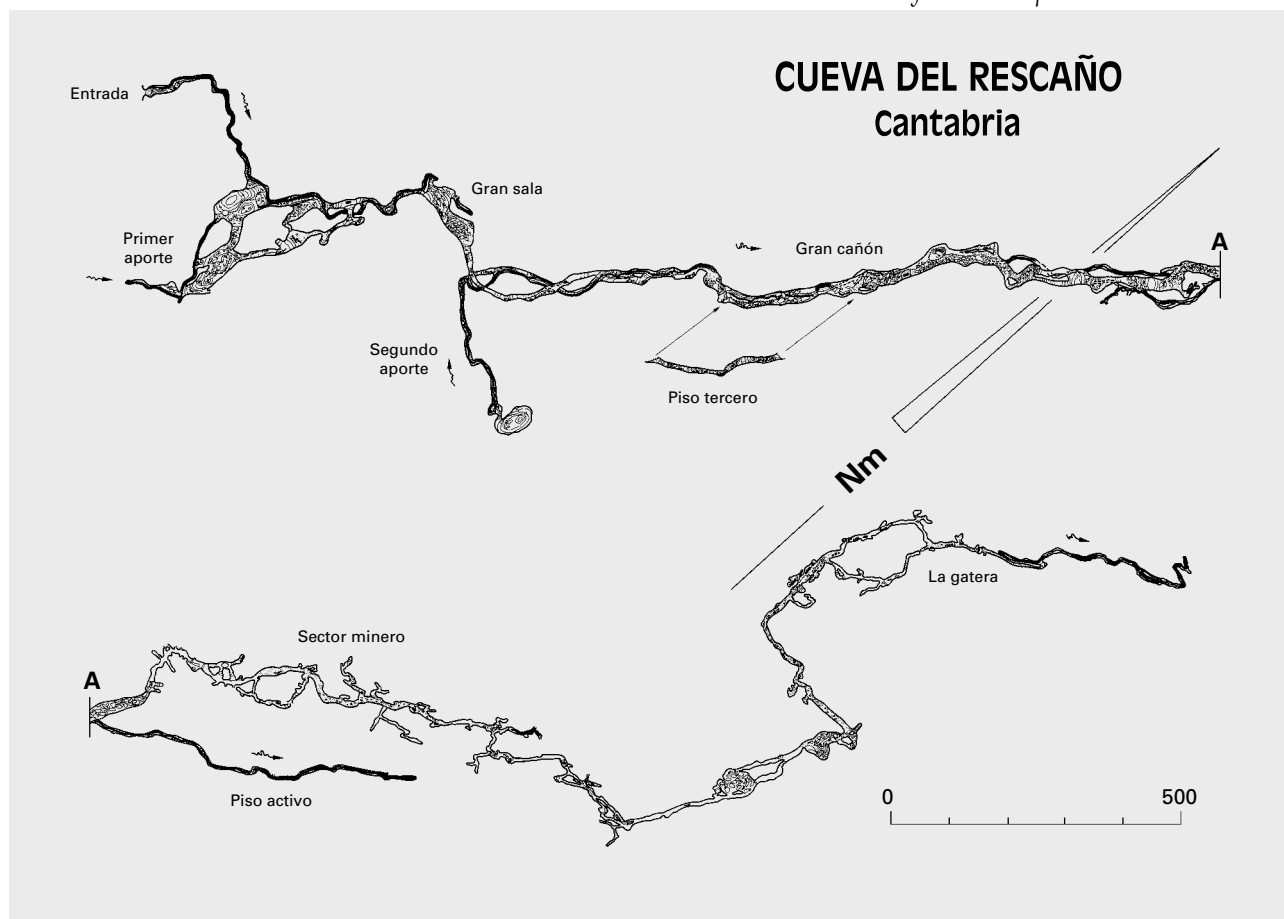 CUEVA DEL RESCAÑO
Cantabria
Entrada
Gran sala
Primer
aporte
Gran cañón
A
Segundo
aporte
Piso tercero
Nm
La gatera
Sector minero
A
Piso activo
0
500